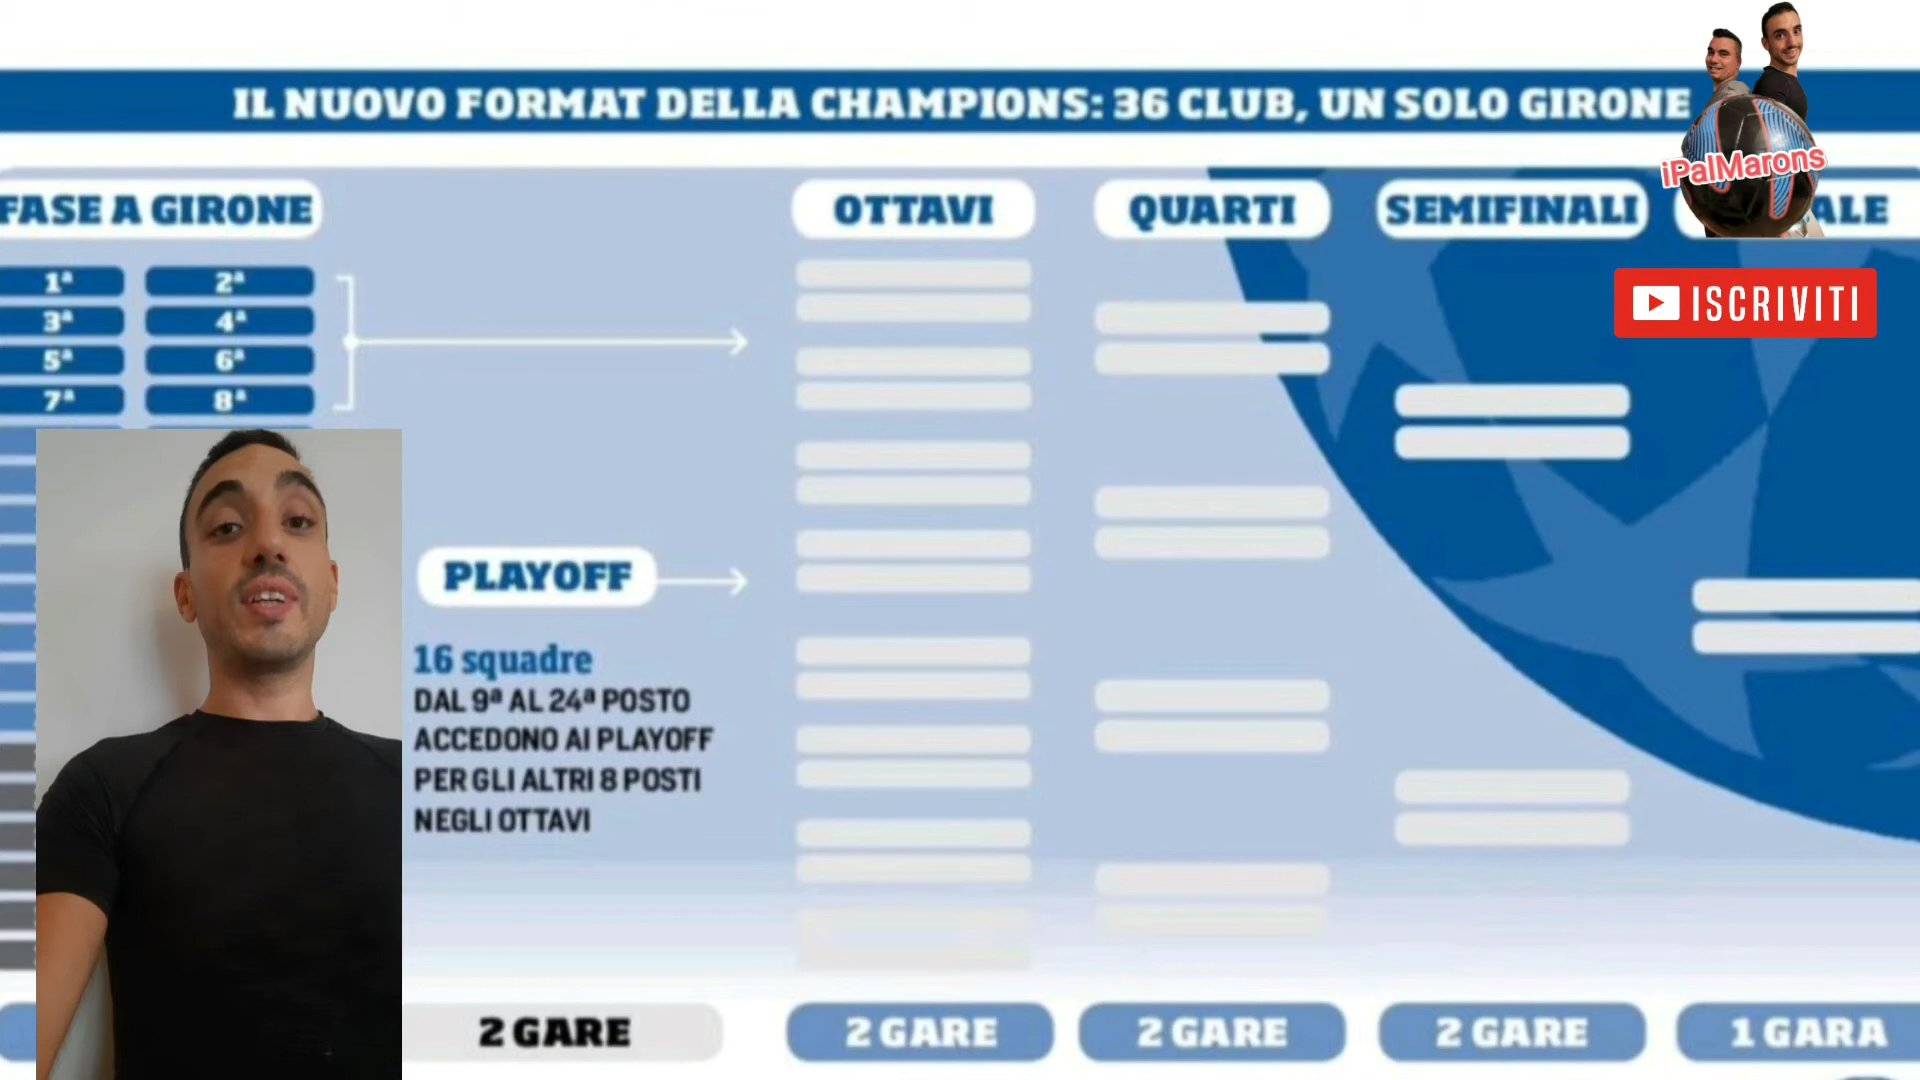 IL NUOVO FORMAT DELLA CHAMPIONS: 36 CLUB, UN SOLO GIRONE
iPalMarons
FASE A GIRONE
OTTAVI
QUARTI
SEMIFINALI
ALE
1ª
2ª
3ª
4ª
5ª
6ª
7ª
8ª
ISCRIVITI
PLAYOFF
16 squadre
DAL 9ª AL 24ª POSTO
ACCEDONO AI PLAYOFF
PER GLI ALTRI 8 POSTI
NEGLI OTTAVI
2 GARE
2 GARE
2 GARE
2 GARE
1 GARA